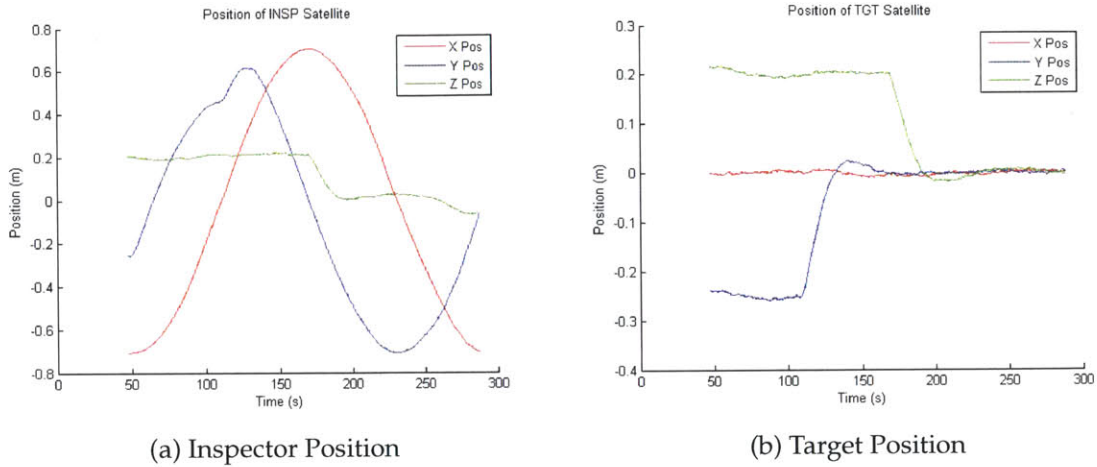 Position of INSP Satellite
X Pos
Y Pos
Z Pos
0.8
0.6
0.4
0.2
0
-0.2
-0.4
-0.6
-0.8
Position (m)
0
50
100
150
200
250
300
Time (s)
(a) Inspector Position
Position of TGT Satellite
X Pos
Y Pos
Z Pos
0.3
0.2
0.1
0
-0.1
-0.2
-0.3
-0.4
Position (m)
0
50
100
150
200
250
300
Time (s)
(b) Target Position